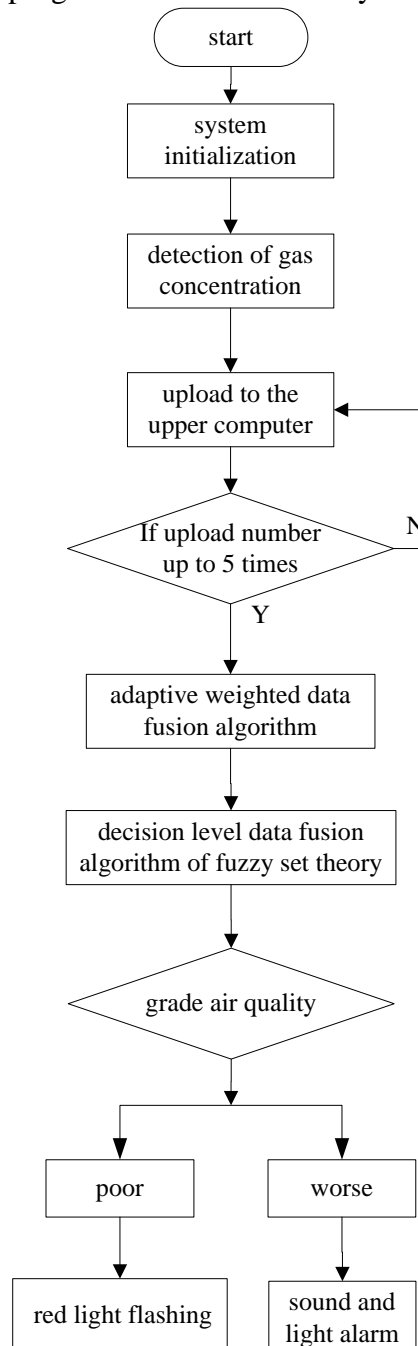 start
system
initialization
detection of gas
concentration
upload to the
upper computer
If upload number
up to 5 times
N
Y
adaptive weighted data
fusion algorithm
decision level data fusion
algorithm of fuzzy set theory
grade air quality
poor
worse
red light flashing
sound and
light alarm